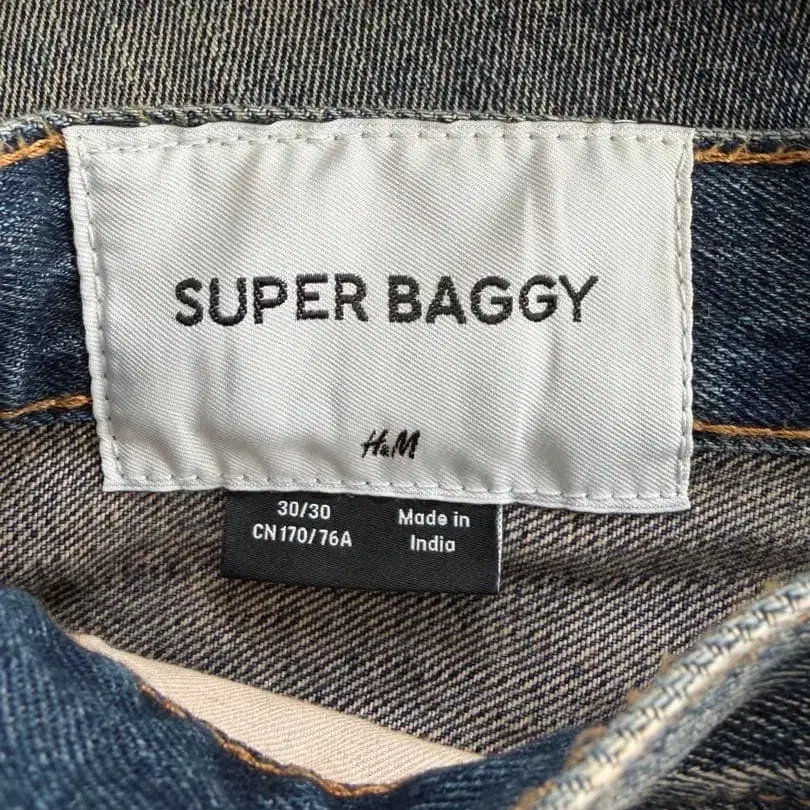 SUPER BAGGY
H&M
30/30
CN 170/76A
Made in
India